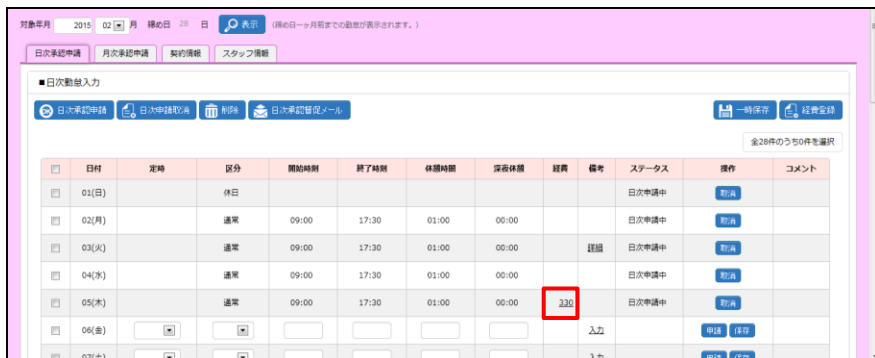 対象年月 2015 02 月 締め日 28 日 表示 (締め日一ヶ月前までの勤怠が表示されます。)
日次承認申請 月次承認申請 契約情報 スタッフ情報
■日次勤怠入力
日次承認申請 日次申請取消 削除 日次承認督促メール 一時保存 経費登録
全28件のうち0件を選択
日付 定時 区分 開始時刻 終了時刻 休憩時間 深夜休憩 経費 備考 ステータス 操作 コメント
01(日) 休日 日次申請中 取消
02(月) 通常 09:00 17:30 01:00 00:00 日次申請中 取消
03(火) 通常 09:00 17:30 01:00 00:00 詳細 日次申請中 取消
04(水) 通常 09:00 17:30 01:00 00:00 日次申請中 取消
05(木) 通常 09:00 17:30 01:00 00:00 330 日次申請中 取消
06(金) 入力 申請 保存
07(土) 入力 申請 保存